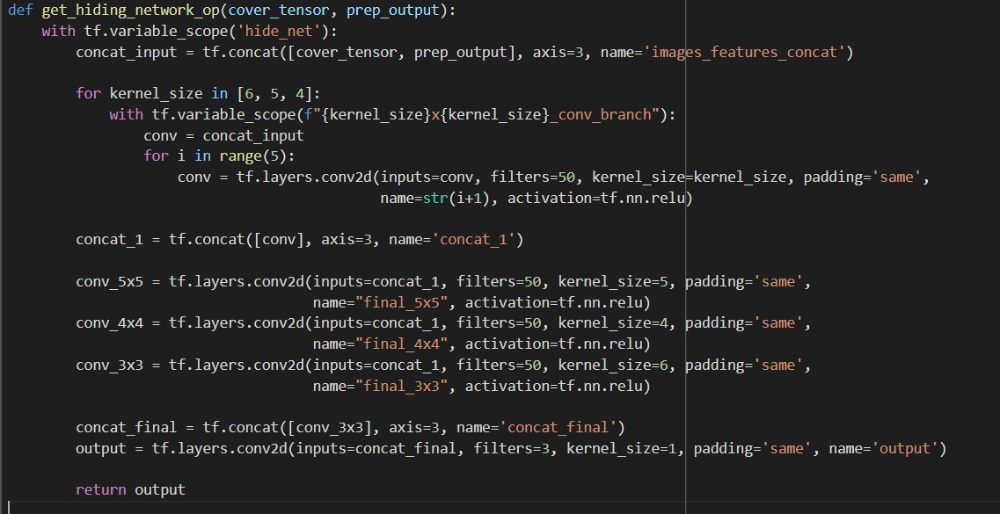 def get_hiding_network_op(cover_tensor, prep_output):
    with tf.variable_scope('hide_net'):
        concat_input = tf.concat([cover_tensor, prep_output], axis=3, name='images_features_concat')

        for kernel_size in [6, 5, 4]:
            with tf.variable_scope(f"{kernel_size}x{kernel_size}_conv_branch"):
                conv = concat_input
                for i in range(5):
                    conv = tf.layers.conv2d(inputs=conv, filters=50, kernel_size=kernel_size, padding='same',
                                            name=str(i+1), activation=tf.nn.relu)

        concat_1 = tf.concat([conv], axis=3, name='concat_1')

        conv_5x5 = tf.layers.conv2d(inputs=concat_1, filters=50, kernel_size=5, padding='same',
                                    name="final_5x5", activation=tf.nn.relu)
        conv_4x4 = tf.layers.conv2d(inputs=concat_1, filters=50, kernel_size=4, padding='same',
                                    name="final_4x4", activation=tf.nn.relu)
        conv_3x3 = tf.layers.conv2d(inputs=concat_1, filters=50, kernel_size=6, padding='same',
                                    name="final_3x3", activation=tf.nn.relu)

        concat_final = tf.concat([conv_3x3], axis=3, name='concat_final')
        output = tf.layers.conv2d(inputs=concat_final, filters=3, kernel_size=1, padding='same', name='output')

        return output